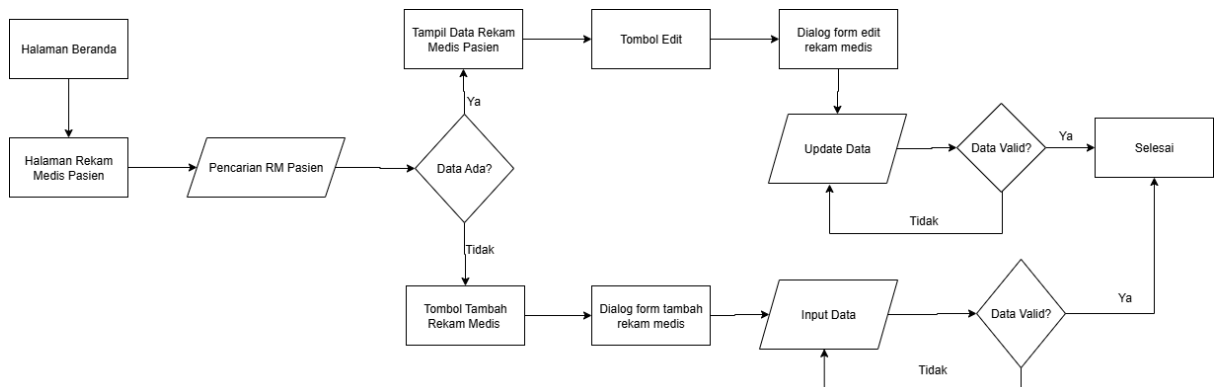 Halaman Beranda
Halaman Rekam
Medis Pasien
Pencarian RM Pasien
Data Ada?
Ya
Tampil Data Rekam
Medis Pasien
Tombol Edit
Dialog form edit
rekam medis
Update Data
Data Valid?
Ya
Tidak
Selesai
Tidak
Tombol Tambah
Rekam Medis
Dialog form tambah
rekam medis
Input Data
Data Valid?
Ya
Tidak